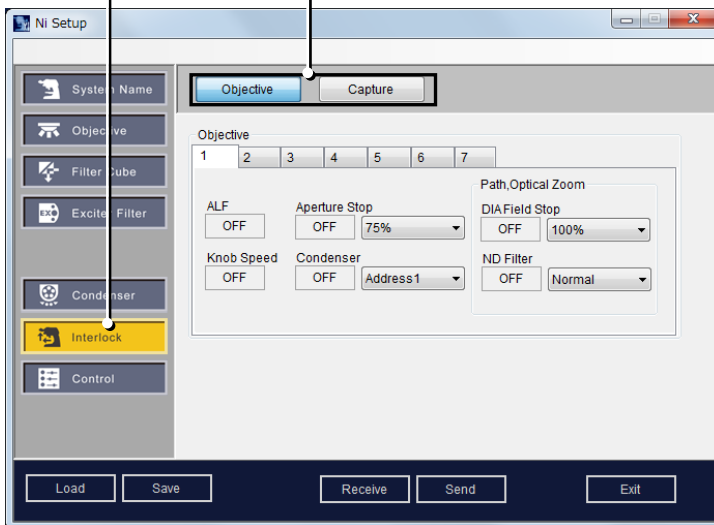 Ni Setup
System Name
Objective
Filter Cube
Exciter Filter
Condenser
Interlock
Control
Objective Capture
Objective
1 2 3 4 5 6 7
Path,Optical Zoom
ALF Aperture Stop DIA Field Stop
OFF OFF 75% OFF 100%
Knob Speed Condenser ND Filter
OFF OFF Address1 OFF Normal
Load Save Receive Send Exit